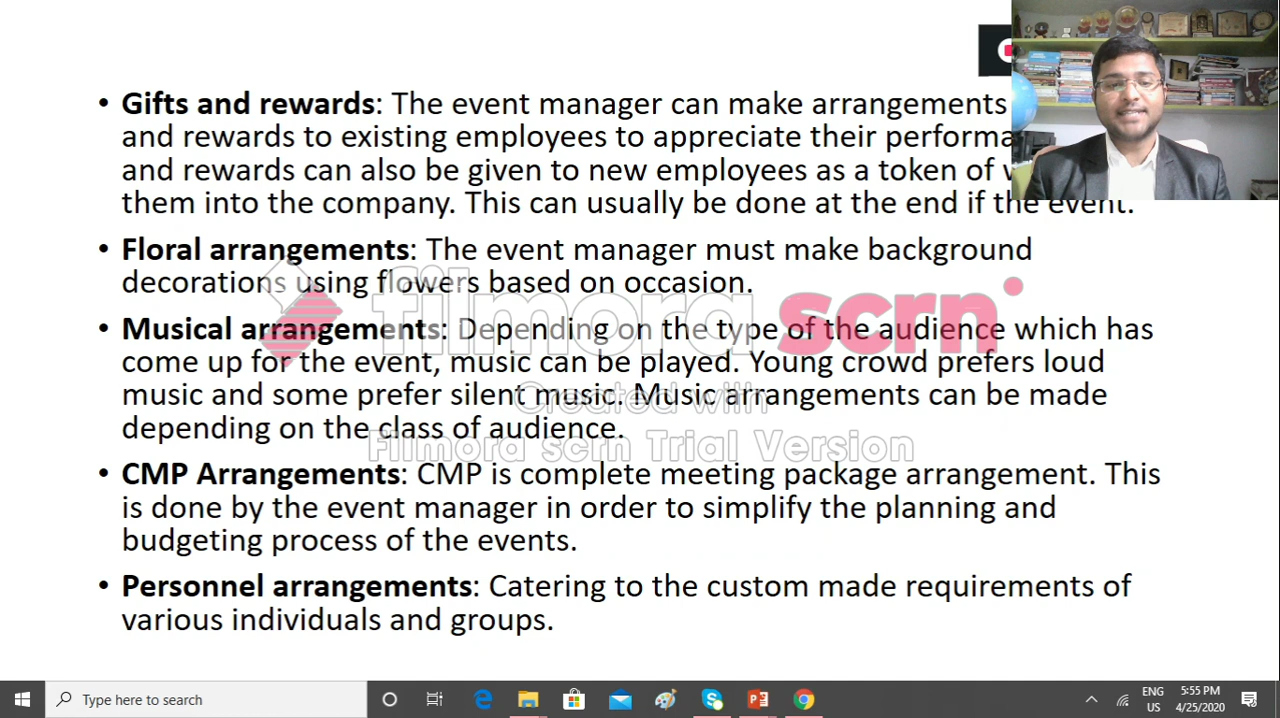 • Gifts and rewards: The event manager can make arrangements
and rewards to existing employees to appreciate their
and rewards can also be given to new employees as a token of
them into the company. This can usually be done at the end if the event.
• Floral arrangements: The event manager must make background
decorations using flowers based on occasion.
• Musical arrangements: Depending on the type of the audience which has
come up for the event, music can be played. Young crowd prefers loud
music and some prefer silent music. Music arrangements can be made
depending on the class of audience.
• CMP Arrangements: CMP is complete meeting package arrangement. This
is done by the event manager in order to simplify the planning and
budgeting process of the events.
• Personnel arrangements: Catering to the custom made requirements of
various individuals and groups.
filmora scrn
Created with
Filmora scrn Trial Version
Type here to search
ENG
US
5:55 PM
4/25/2020